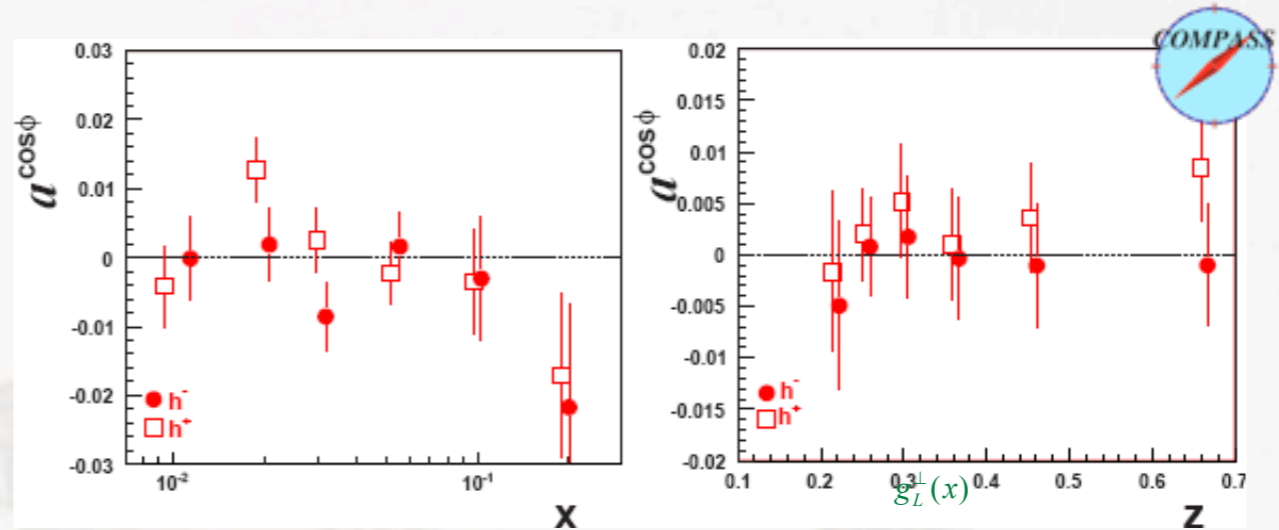 COMPASS
a^cosϕ
0.03
0.02
0.01
0
-0.01
-0.02
-0.03
h⁻
h⁺
10⁻² 10⁻¹
x
a^cosϕ
0.02
0.015
0.01
0.005
0
-0.005
-0.01
-0.015
-0.02
h⁻
h⁺
0.1 0.2 0.3 0.4 0.5 0.6 0.7
g_L^⊥(x)
z